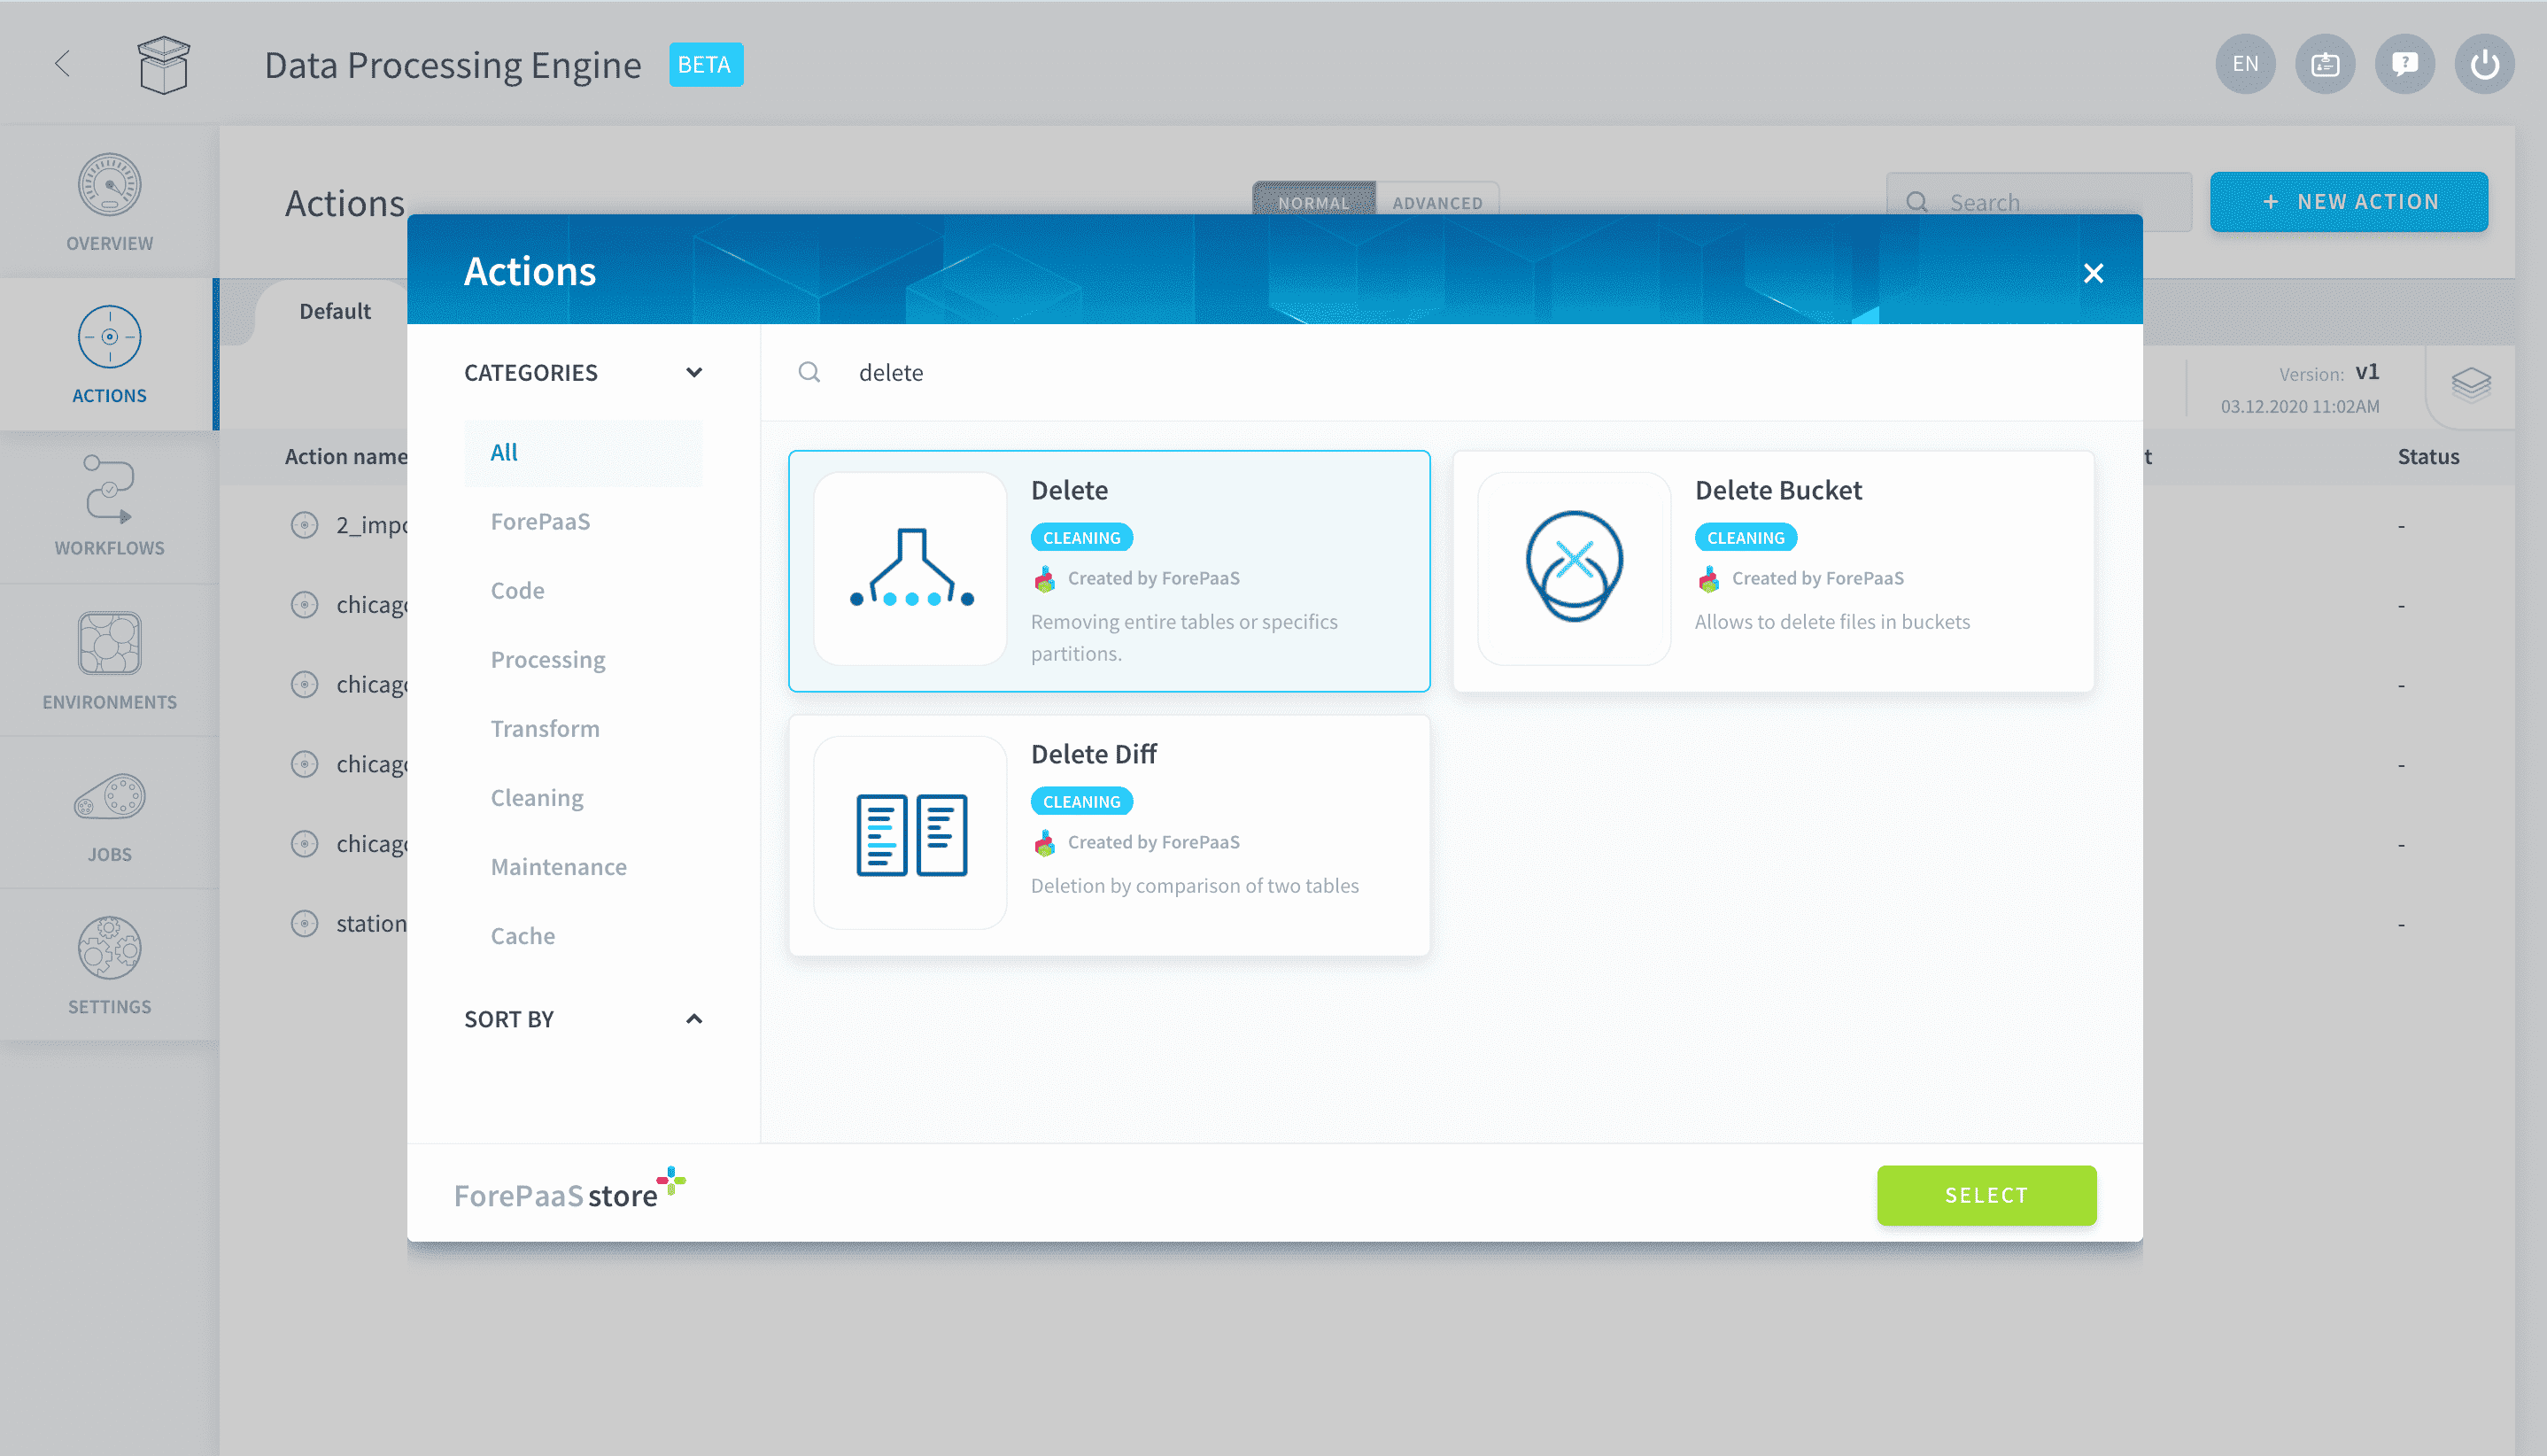 Data Processing Engine BETA
EN
OVERVIEW
ACTIONS
WORKFLOWS
ENVIRONMENTS
JOBS
SETTINGS
Actions
NORMAL ADVANCED
Search
+ NEW ACTION
Default
Version: v1
03.12.2020 11:02AM
Action name
Status
2_impo
chicago
chicago
chicago
chicago
station
Actions
CATEGORIES
All
ForePaaS
Code
Processing
Transform
Cleaning
Maintenance
Cache
SORT BY
delete
Delete
CLEANING
Created by ForePaaS
Removing entire tables or specifics
partitions.
Delete Bucket
CLEANING
Created by ForePaaS
Allows to delete files in buckets
Delete Diff
CLEANING
Created by ForePaaS
Deletion by comparison of two tables
ForePaaS store
SELECT